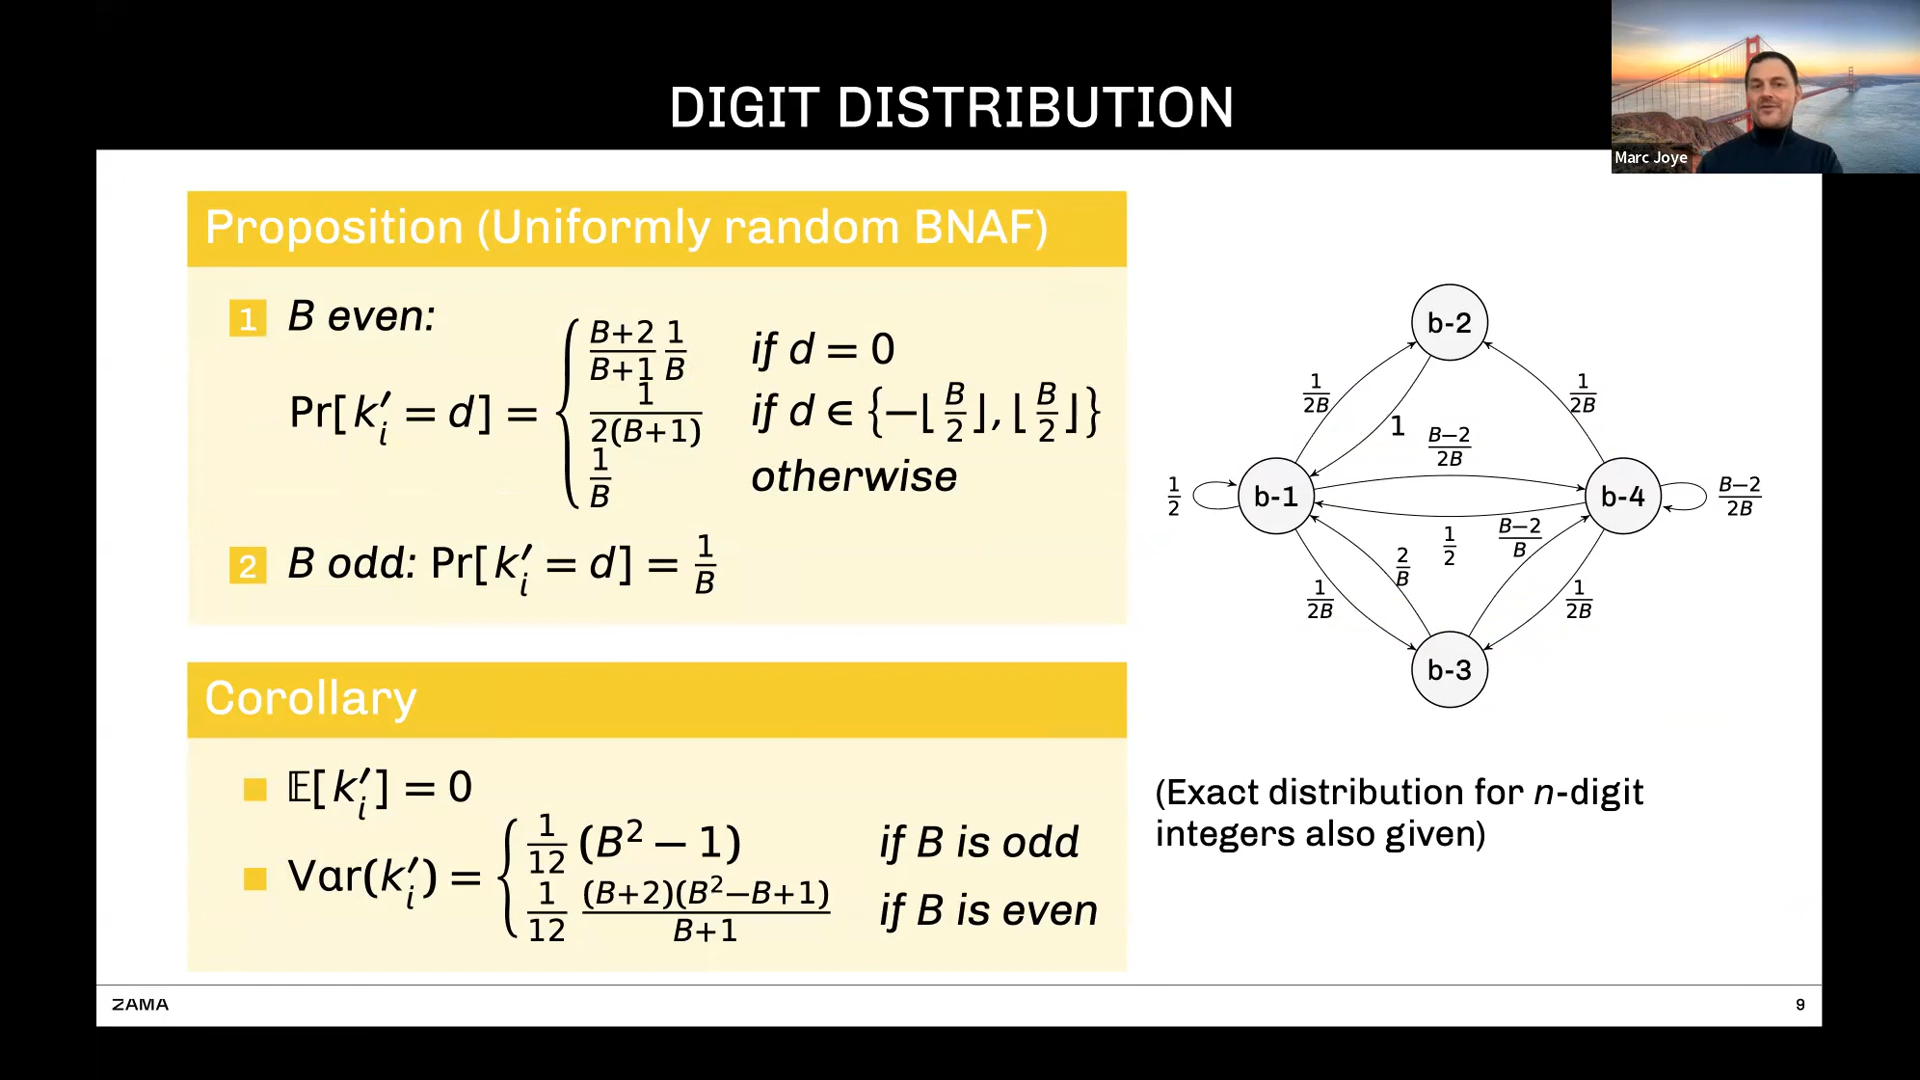 DIGIT DISTRIBUTION
Marc Joye
Proposition (Uniformly random BNAF)
1 B even:
Pr[k′ᵢ = d] = { (B+2)/(B+1) 1/B if d = 0
1/(2(B+1)) if d ∈ {−⌊B/2⌋, ⌊B/2⌋}
1/B otherwise
2 B odd: Pr[k′ᵢ = d] = 1/B
Corollary
𝔼[k′ᵢ] = 0
Var(k′ᵢ) = { 1/12 (B² − 1) if B is odd
1/12 (B+2)(B²−B+1)/(B+1) if B is even
b-2
1/2B
1/2B
1
(B−2)/2B
1/2
b-1
b-4
(B−2)/2B
1/2
(B−2)/B
2/B
1/2B
1/2B
b-3
(Exact distribution for n-digit
integers also given)
ZAMA
9